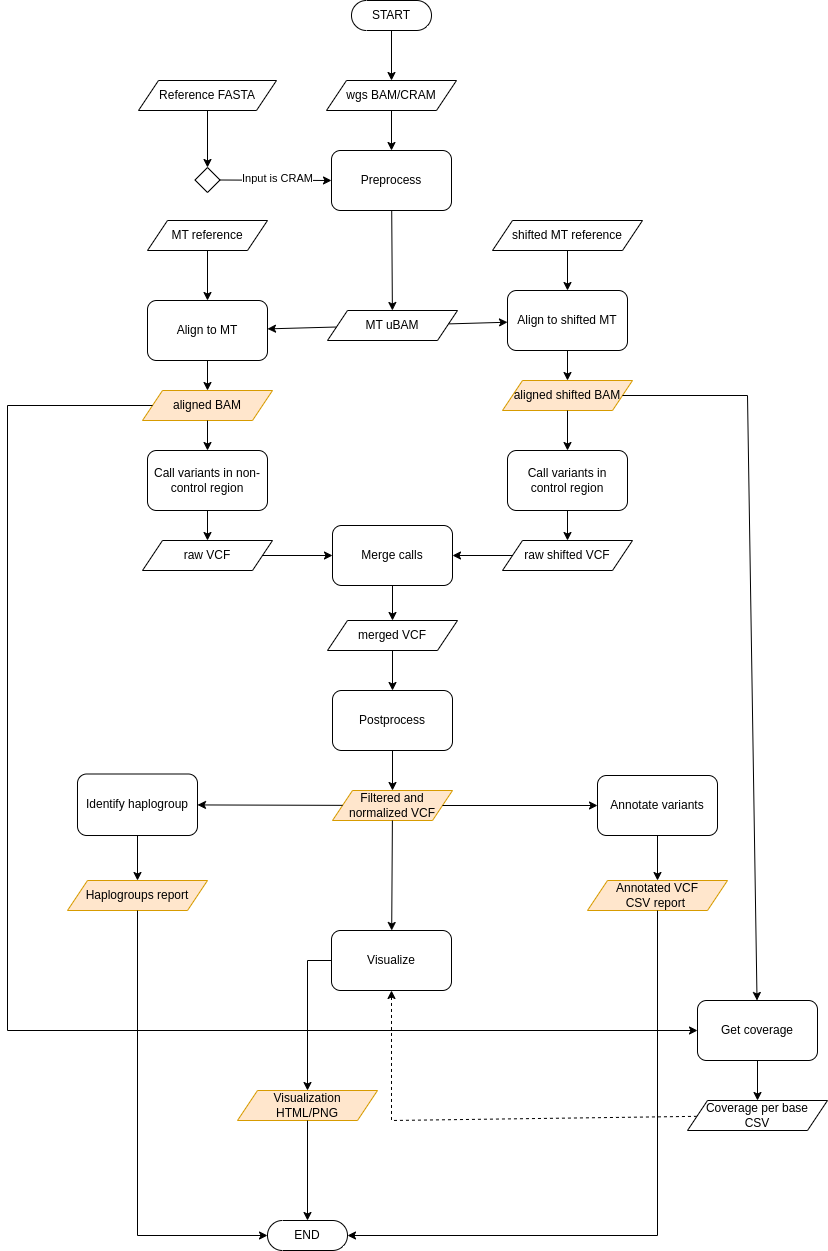 START
Reference FASTA
wgs BAM/CRAM
Input is CRAM
Preprocess
MT reference
shifted MT reference
Align to MT
MT uBAM
Align to shifted MT
aligned BAM
aligned shifted BAM
Call variants in non-
control region
Call variants in
control region
raw VCF
Merge calls
raw shifted VCF
merged VCF
Postprocess
Identify haplogroup
Filtered and
normalized VCF
Annotate variants
Haplogroups report
Annotated VCF
CSV report
Visualize
Get coverage
Visualization
HTML/PNG
Coverage per base
CSV
END